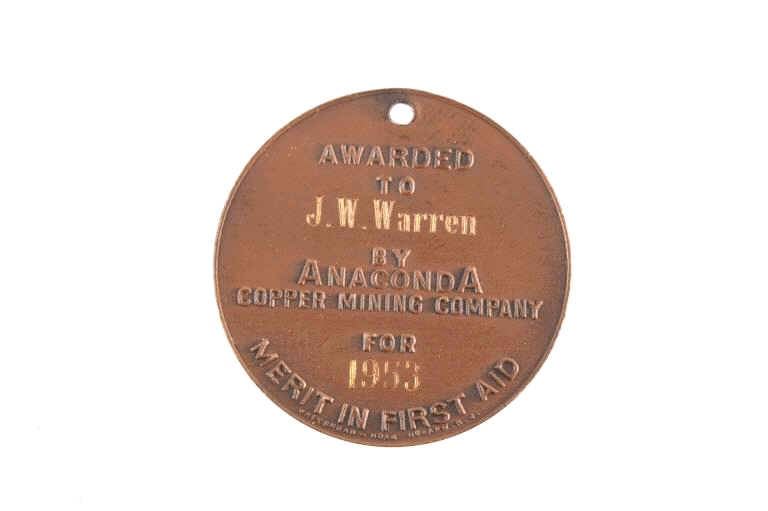 AWARDED
TO
J. W. Warren
BY
ANACONDA
COPPER MINING COMPANY
FOR
1953
MERIT IN FIRST AID